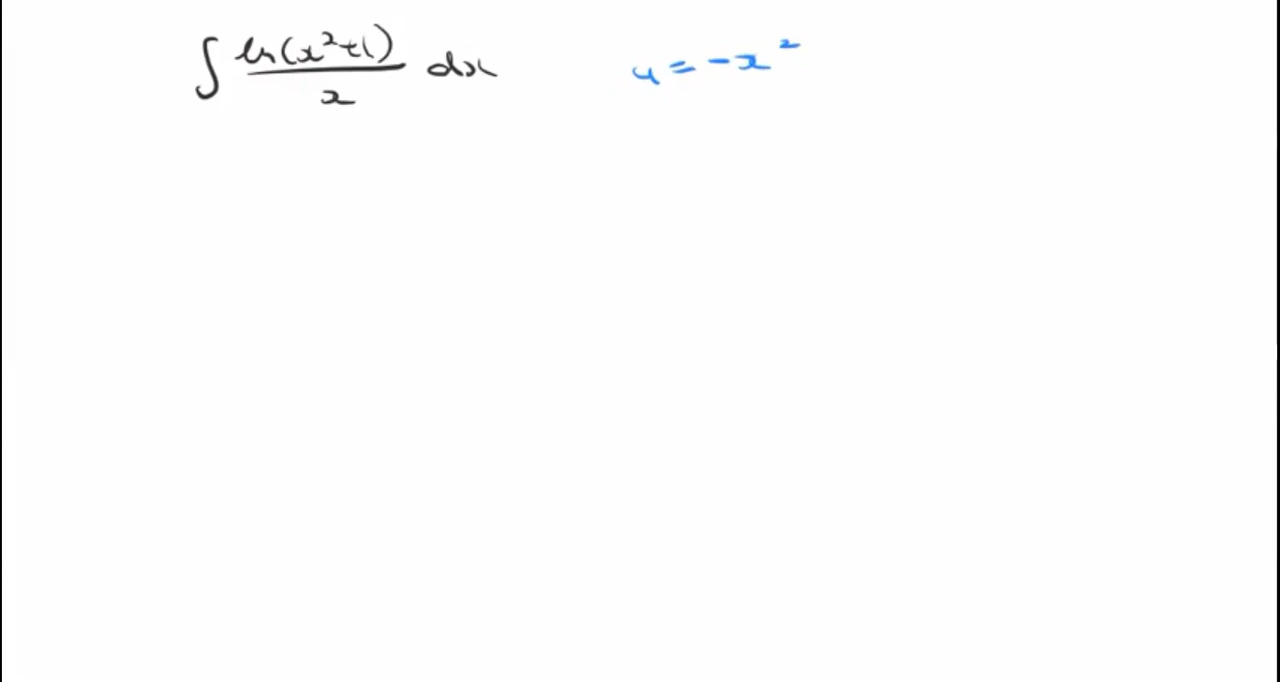 ∫ ln(x²+1)/x dx u = -x²